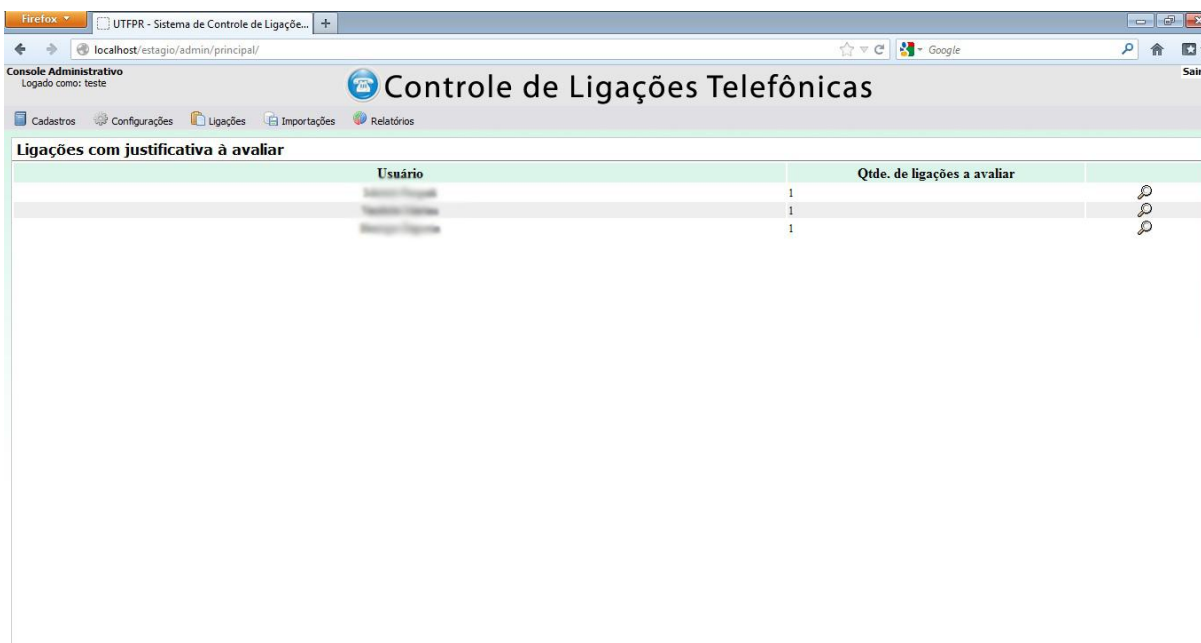 Firefox
UTFPR - Sistema de Controle de Ligaçõe...
+
localhost/estagio/admin/principal/
Google
Console Administrativo
Logado como: teste
Controle de Ligações Telefônicas
Sair
Cadastros Configurações Ligações Importações Relatórios
Ligações com justificativa à avaliar
Usuário Qtde. de ligações a avaliar
1
1
1